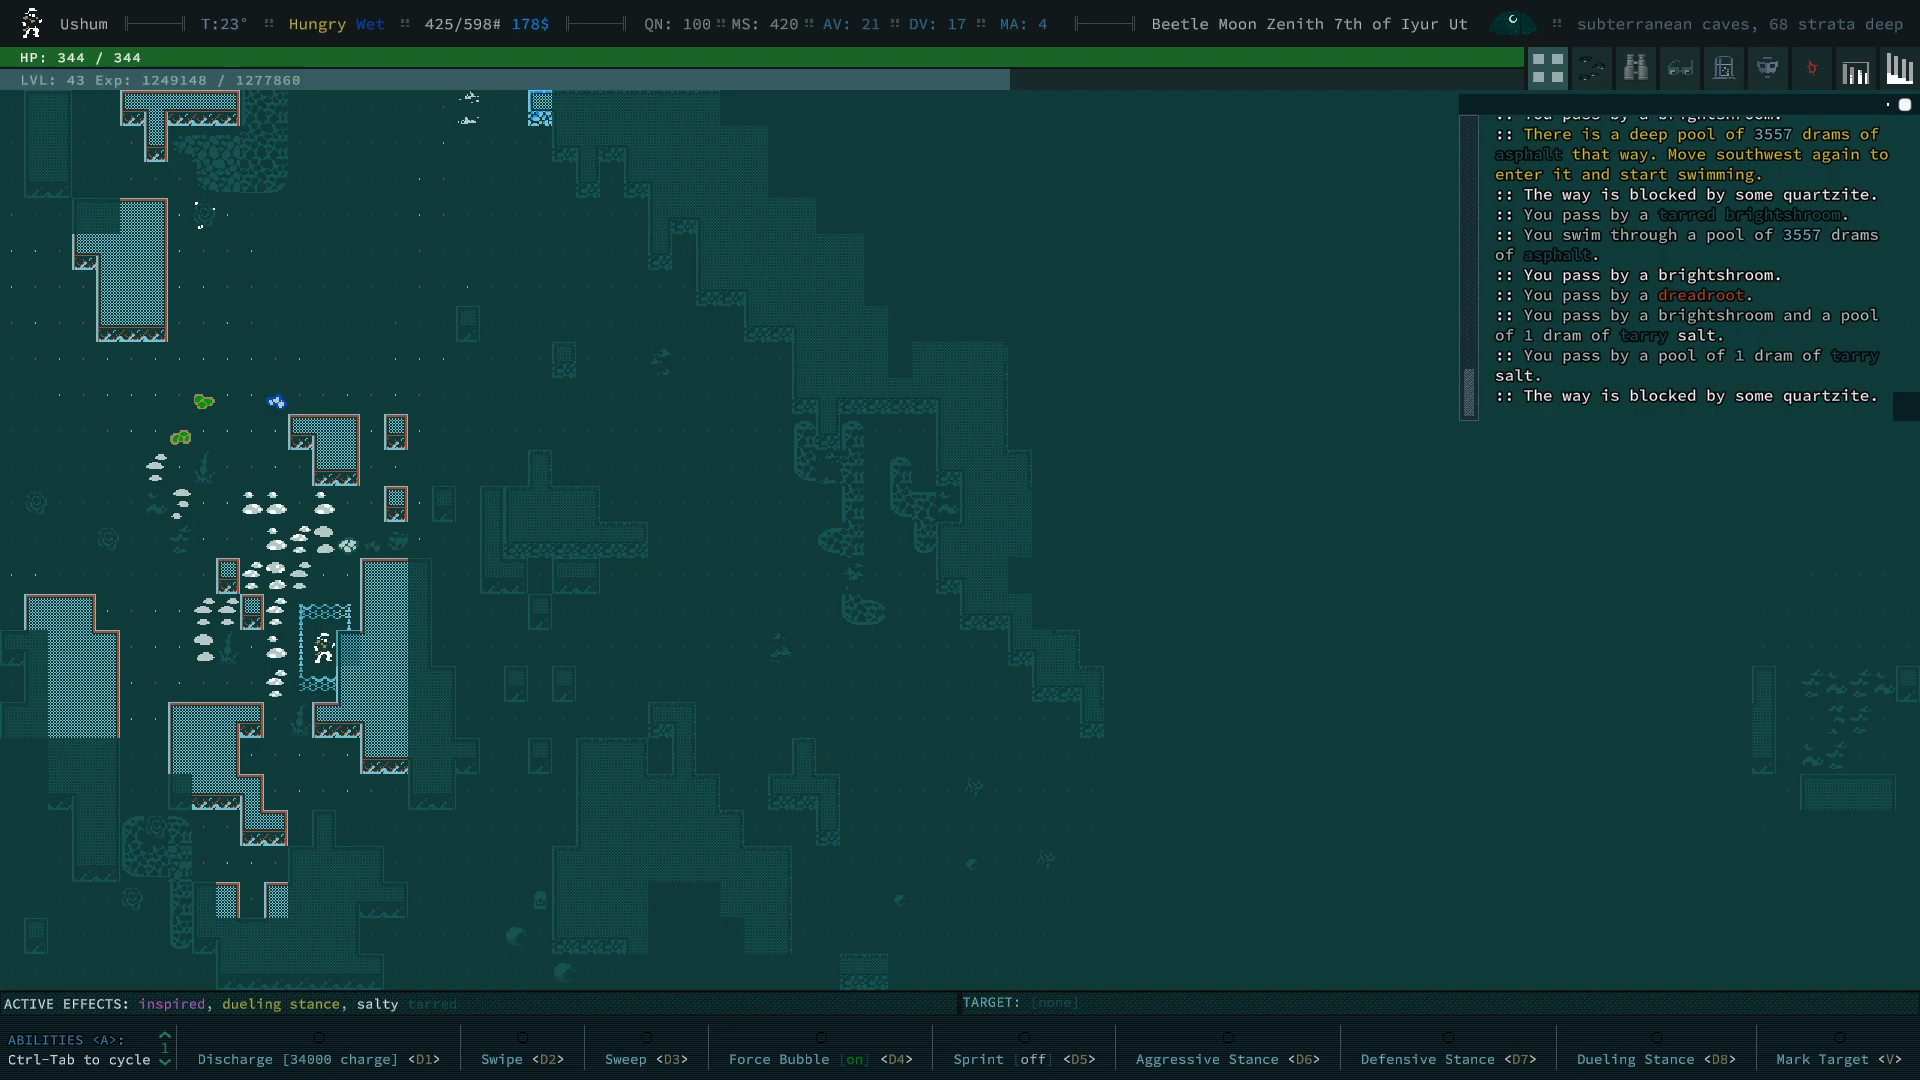 Ushum T:23° Hungry Wet 425/598# 178$ QN: 100 MS: 420 AV: 21 DV: 17 MA: 4 Beetle Moon Zenith 7th of Iyur Ut subterranean caves, 68 strata deep
HP: 344 / 344
LVL: 43 Exp: 1249148 / 1277860
:: You pass by a brightshroom.
:: There is a deep pool of 3557 drams of
asphalt that way. Move southwest again to
enter it and start swimming.
:: The way is blocked by some quartzite.
:: You pass by a tarred brightshroom.
:: You swim through a pool of 3557 drams
of asphalt.
:: You pass by a brightshroom.
:: You pass by a dreadroot.
:: You pass by a brightshroom and a pool
of 1 dram of tarry salt.
:: You pass by a pool of 1 dram of tarry
salt.
:: The way is blocked by some quartzite.
ACTIVE EFFECTS: inspired, dueling stance, salty tarred
TARGET: [none]
ABILITIES <A>:
Ctrl-Tab to cycle
1
Discharge [34000 charge] <D1>
Swipe <D2>
Sweep <D3>
Force Bubble [on] <D4>
Sprint [off] <D5>
Aggressive Stance <D6>
Defensive Stance <D7>
Dueling Stance <D8>
Mark Target <V>